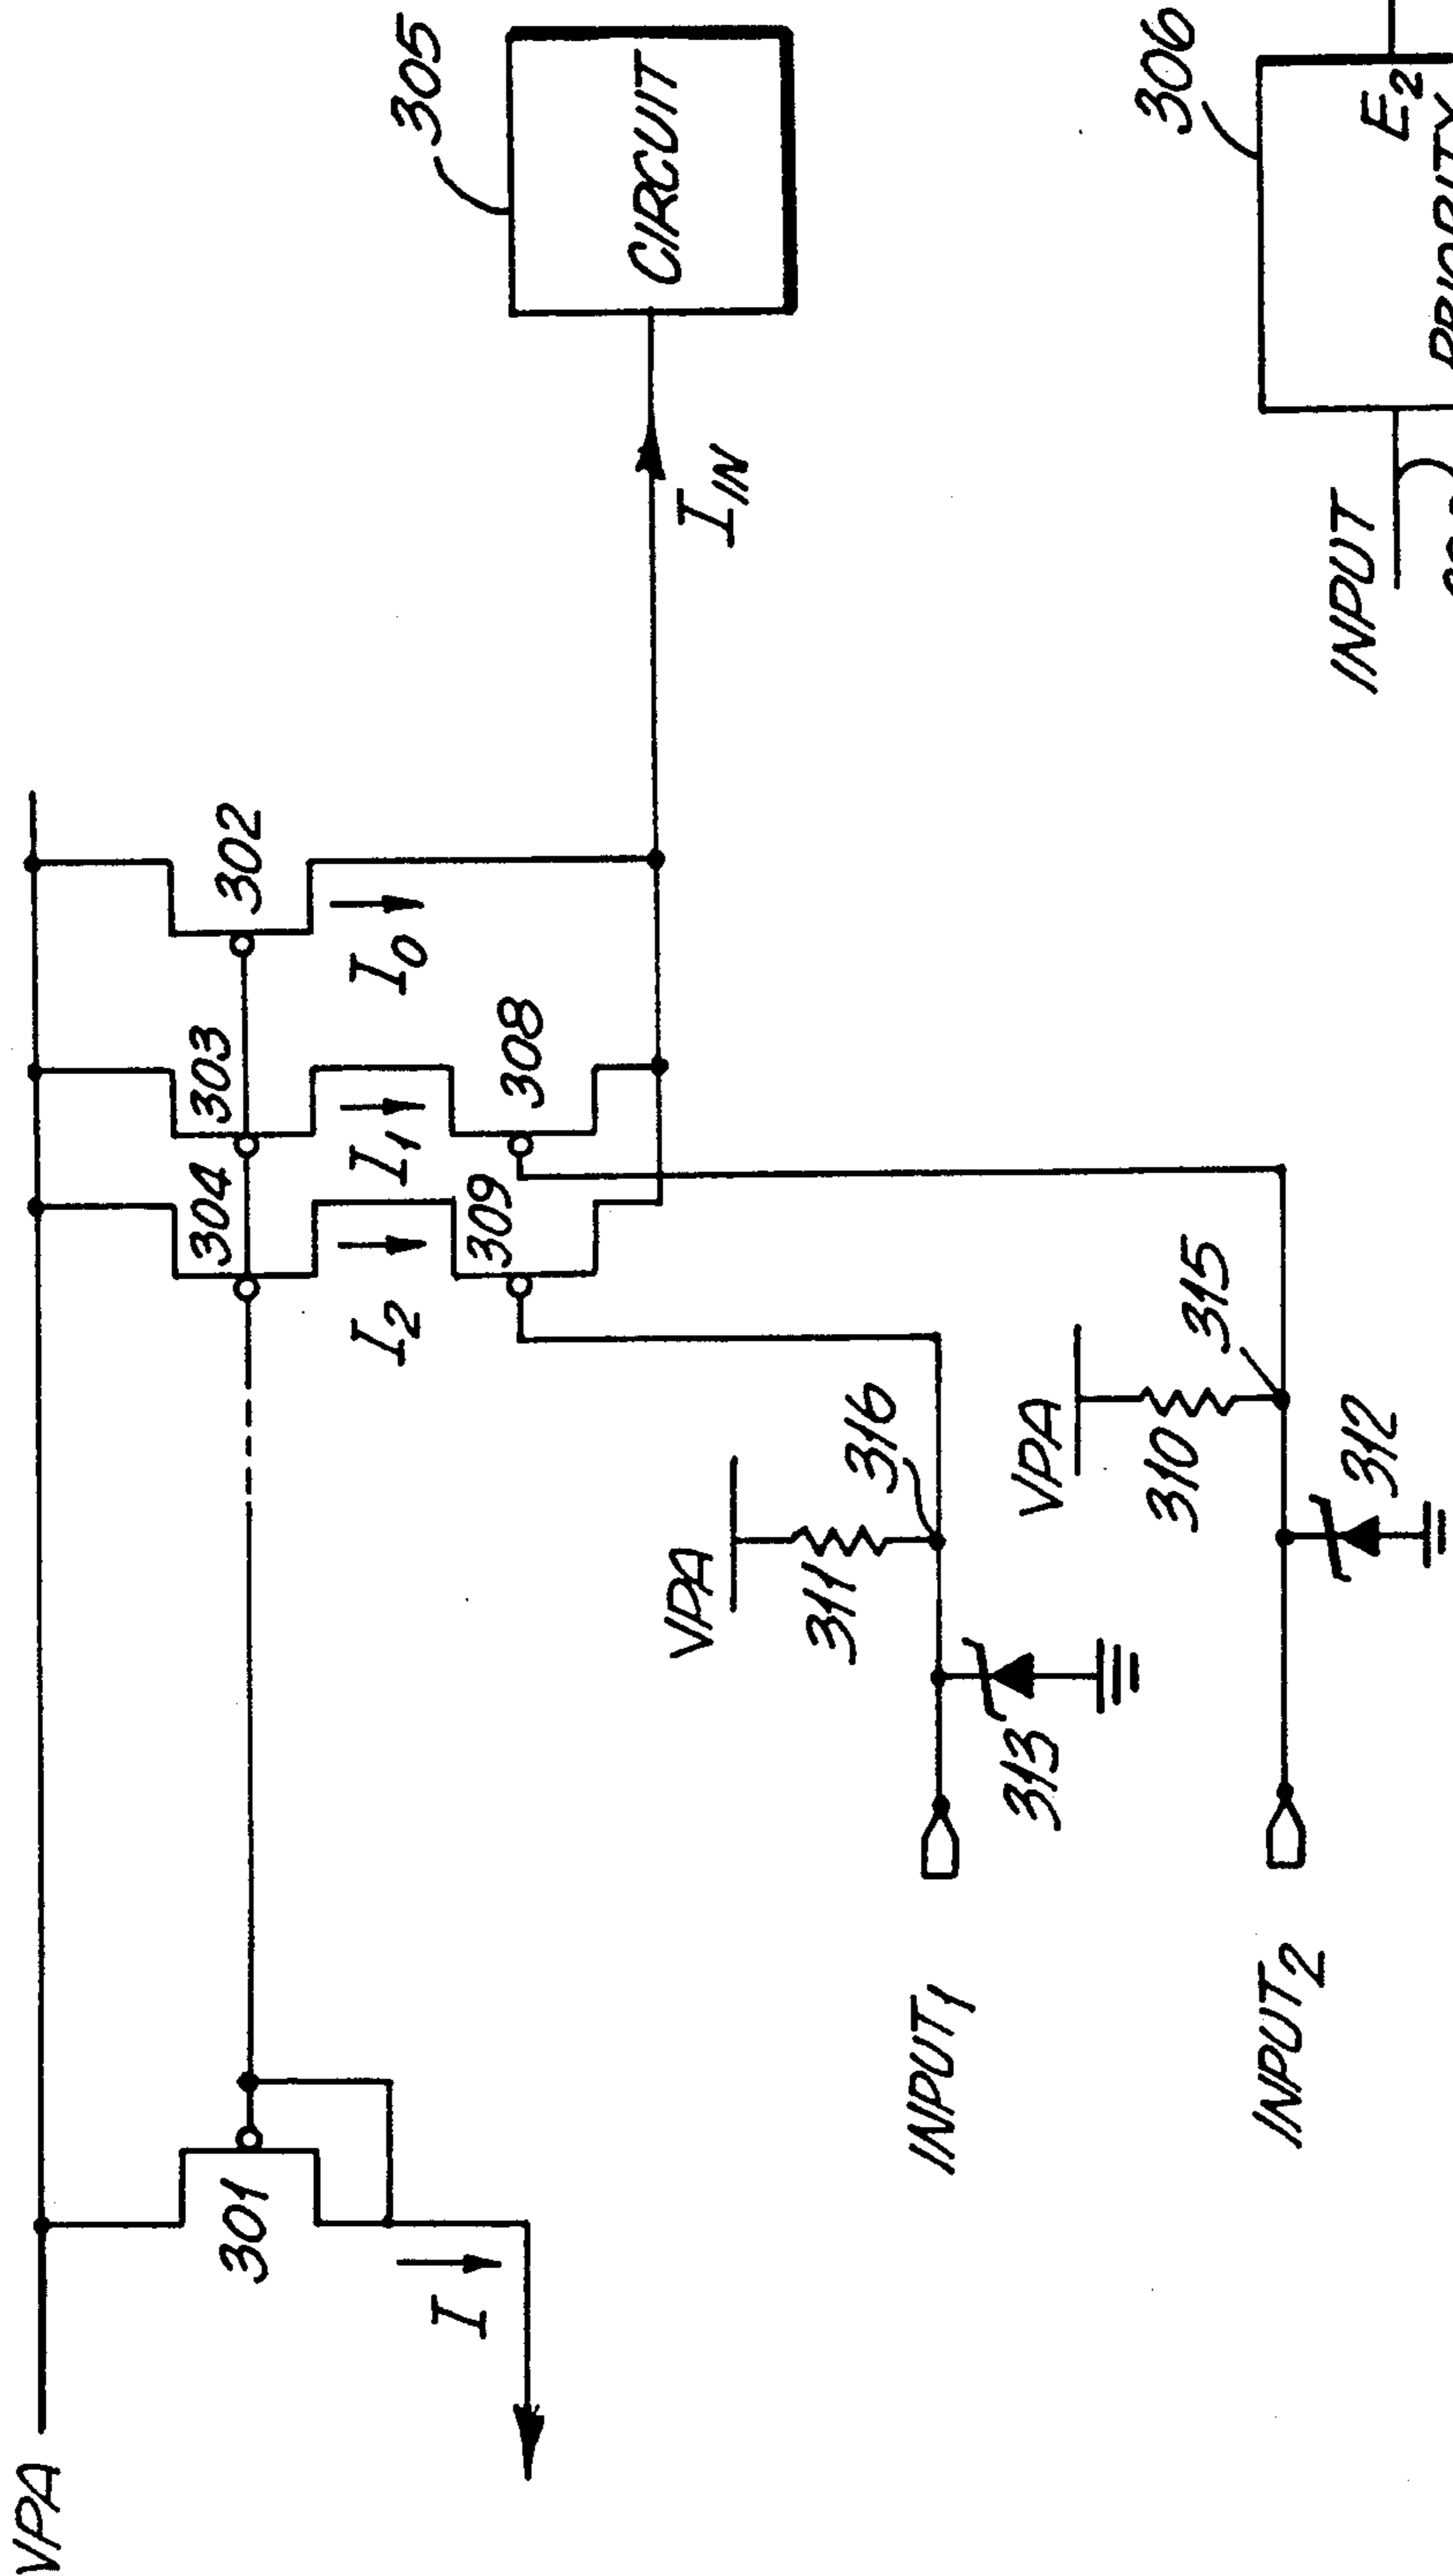 VPA
301
I
304
303
302
I2
I1
I0
309
308
305
CIRCUIT
IIN
VPA
311
316
313
INPUT1
VPA
310
315
312
INPUT2
306
INPUT
E2
PRIORITY